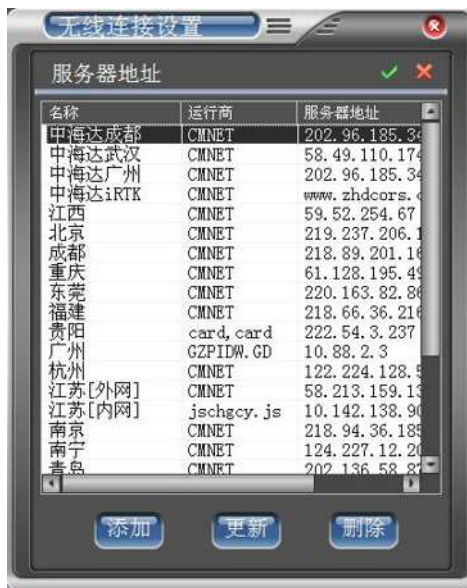 无线连接设置
服务器地址
名称 运行商 服务器地址
中海达成都 CMNET 202.96.185.34
中海达武汉 CMNET 58.49.110.174
中海达广州 CMNET 202.96.185.34
中海达iRTK CMNET www.zhdcors.c
江西 CMNET 59.52.254.67
北京 CMNET 219.237.206.1
成都 CMNET 218.89.201.16
重庆 CMNET 61.128.195.49
东莞 CMNET 220.163.82.86
福建 CMNET 218.66.36.216
贵阳 card,card 222.54.3.237
广州 GZPIDW.GD 10.88.2.3
杭州 CMNET 122.224.128.5
江苏[外网] CMNET 58.213.159.13
江苏[内网] jschgcy.js 10.142.138.90
南京 CMNET 218.94.36.185
南宁 CMNET 124.227.12.20
青岛 CMNET 202.136.58.87
添加 更新 删除